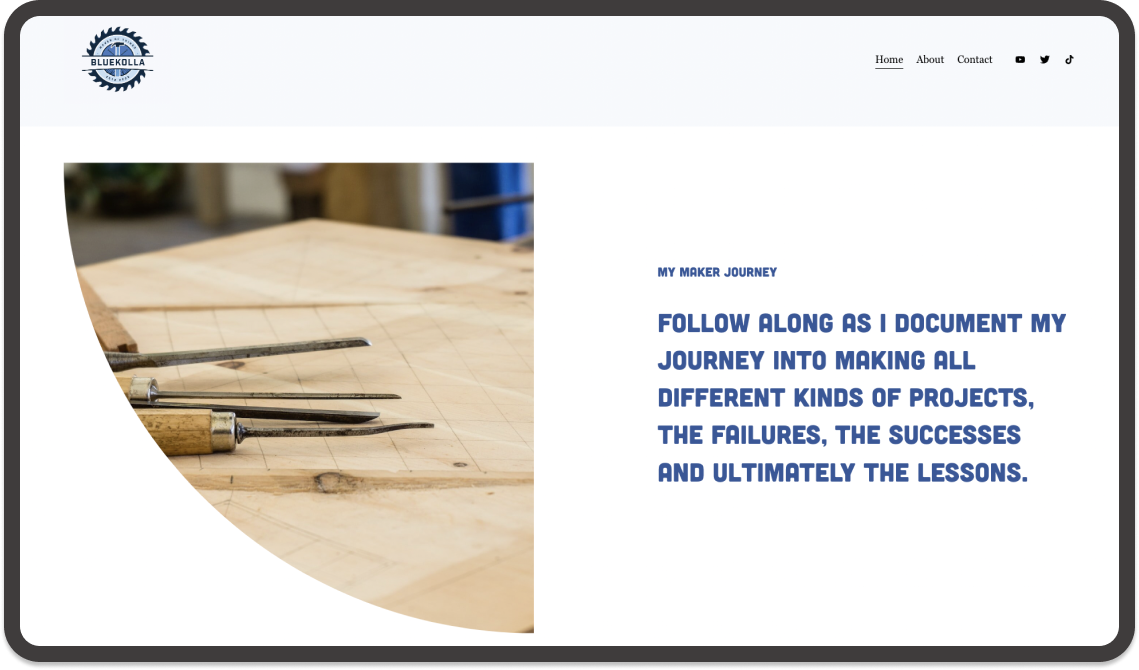 BLUEKOLLA
Home About Contact
MY MAKER JOURNEY
FOLLOW ALONG AS I DOCUMENT MY
JOURNEY INTO MAKING ALL
DIFFERENT KINDS OF PROJECTS,
THE FAILURES, THE SUCCESSES
AND ULTIMATELY THE LESSONS.